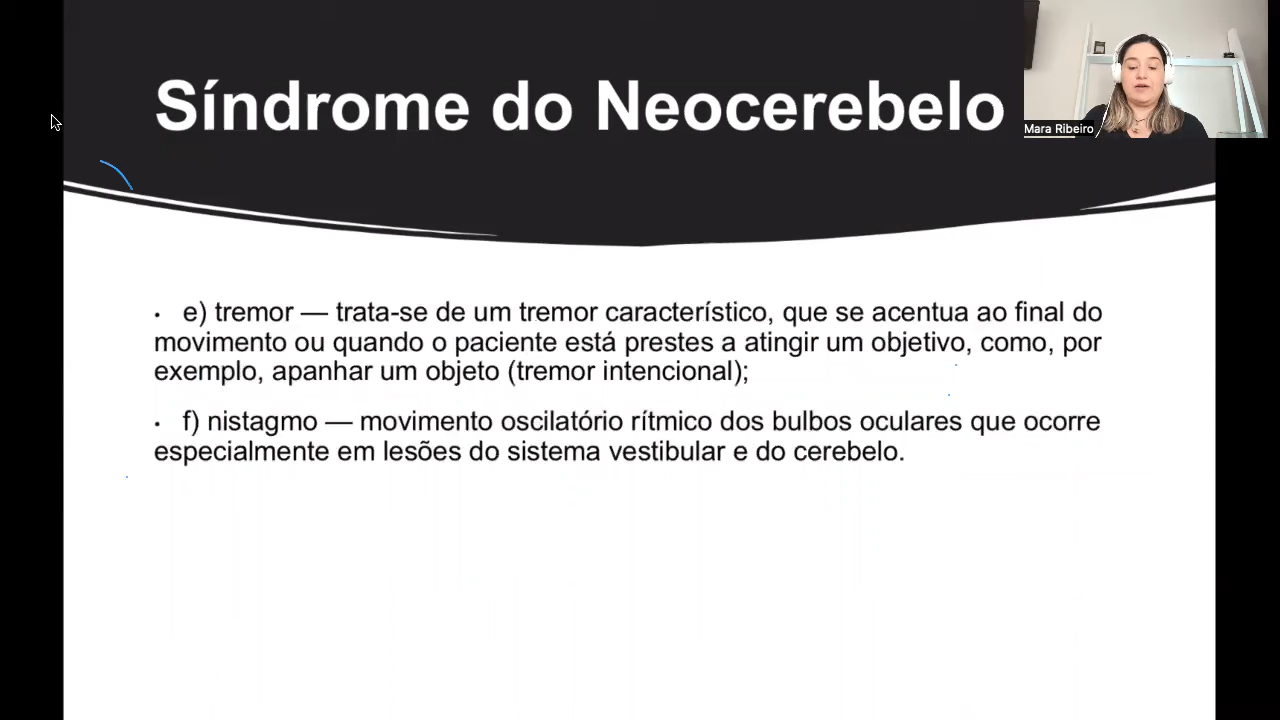 Síndrome do Neocerebelo
Mara Ribeiro
• e) tremor — trata-se de um tremor característico, que se acentua ao final do
movimento ou quando o paciente está prestes a atingir um objetivo, como, por
exemplo, apanhar um objeto (tremor intencional);
• f) nistagmo — movimento oscilatório rítmico dos bulbos oculares que ocorre
especialmente em lesões do sistema vestibular e do cerebelo.